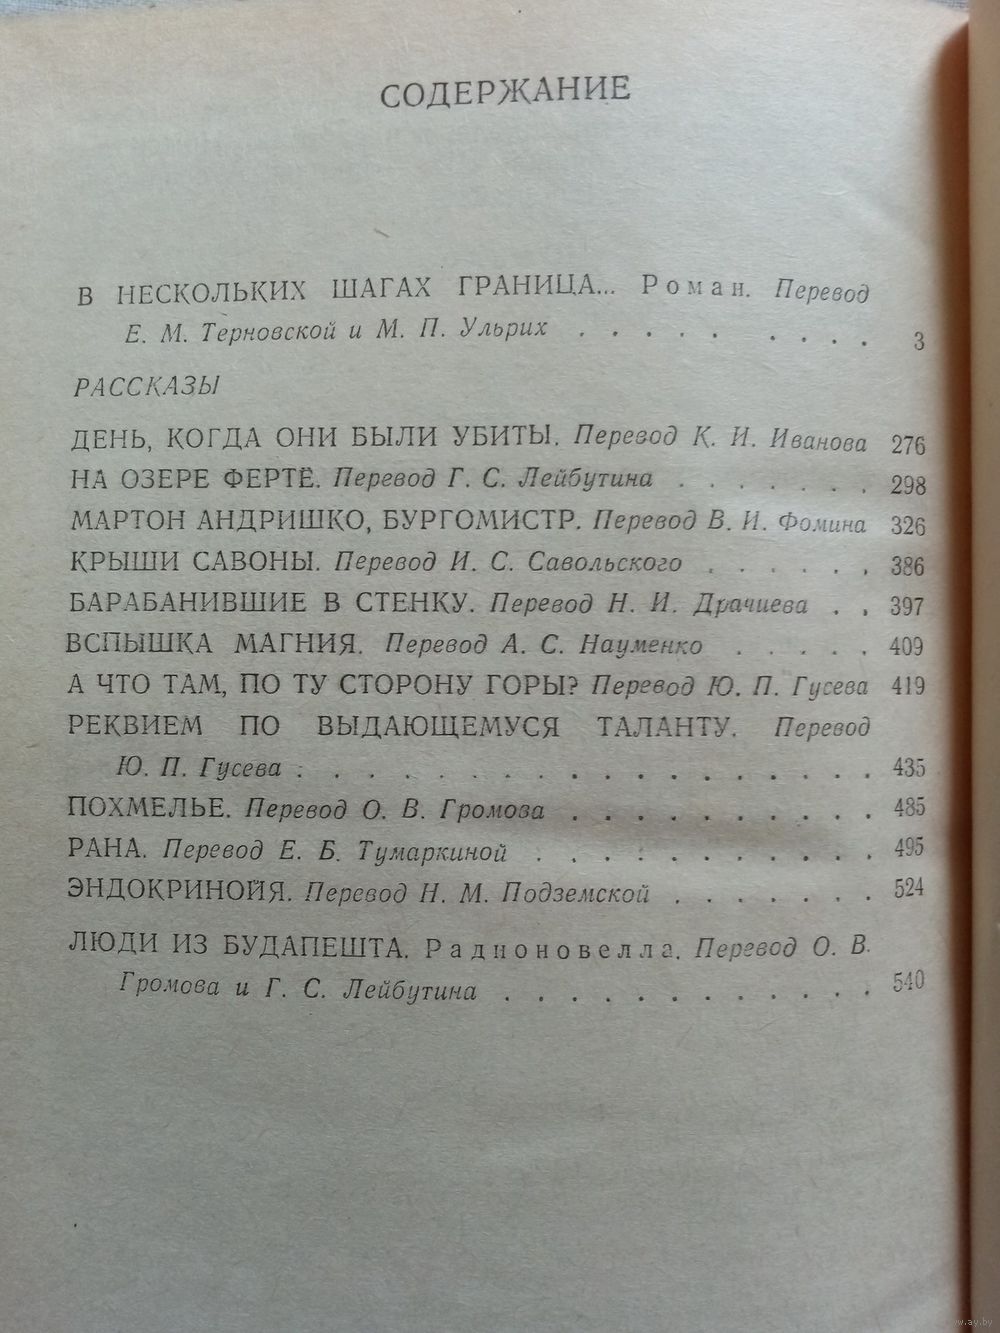 СОДЕРЖАНИЕ
В НЕСКОЛЬКИХ ШАГАХ ГРАНИЦА... Роман. Перевод
Е. М. Терновской и М. П. Ульрих . . . . . . . . . 3
РАССКАЗЫ
ДЕНЬ, КОГДА ОНИ БЫЛИ УБИТЫ. Перевод К. И. Иванова 276
НА ОЗЕРЕ ФЕРТЁ. Перевод Г. С. Лейбутина . . . . . . . 298
МАРТОН АНДРИШКО, БУРГОМИСТР. Перевод В. И. Фомина 326
КРЫШИ САВОНЫ. Перевод И. С. Савольского . . . . . . 386
БАРАБАНИВШИЕ В СТЕНКУ. Перевод Н. И. Драчиева . . 397
ВСПЫШКА МАГНИЯ. Перевод А. С. Науменко . . . . . 409
А ЧТО ТАМ, ПО ТУ СТОРОНУ ГОРЫ? Перевод Ю. П. Гусева 419
РЕКВИЕМ ПО ВЫДАЮЩЕМУСЯ ТАЛАНТУ. Перевод
Ю. П. Гусева . . . . . . . . . . . . . . . . 435
ПОХМЕЛЬЕ. Перевод О. В. Громова . . . . . . . . . . 485
РАНА. Перевод Е. Б. Тумаркиной . . . . . . . . . . . 495
ЭНДОКРИНОЙЯ. Перевод Н. М. Подземской . . . . . . . 524
ЛЮДИ ИЗ БУДАПЕШТА. Радионовелла. Перевод О. В.
Громова и Г. С. Лейбутина . . . . . . . . . . . . 540